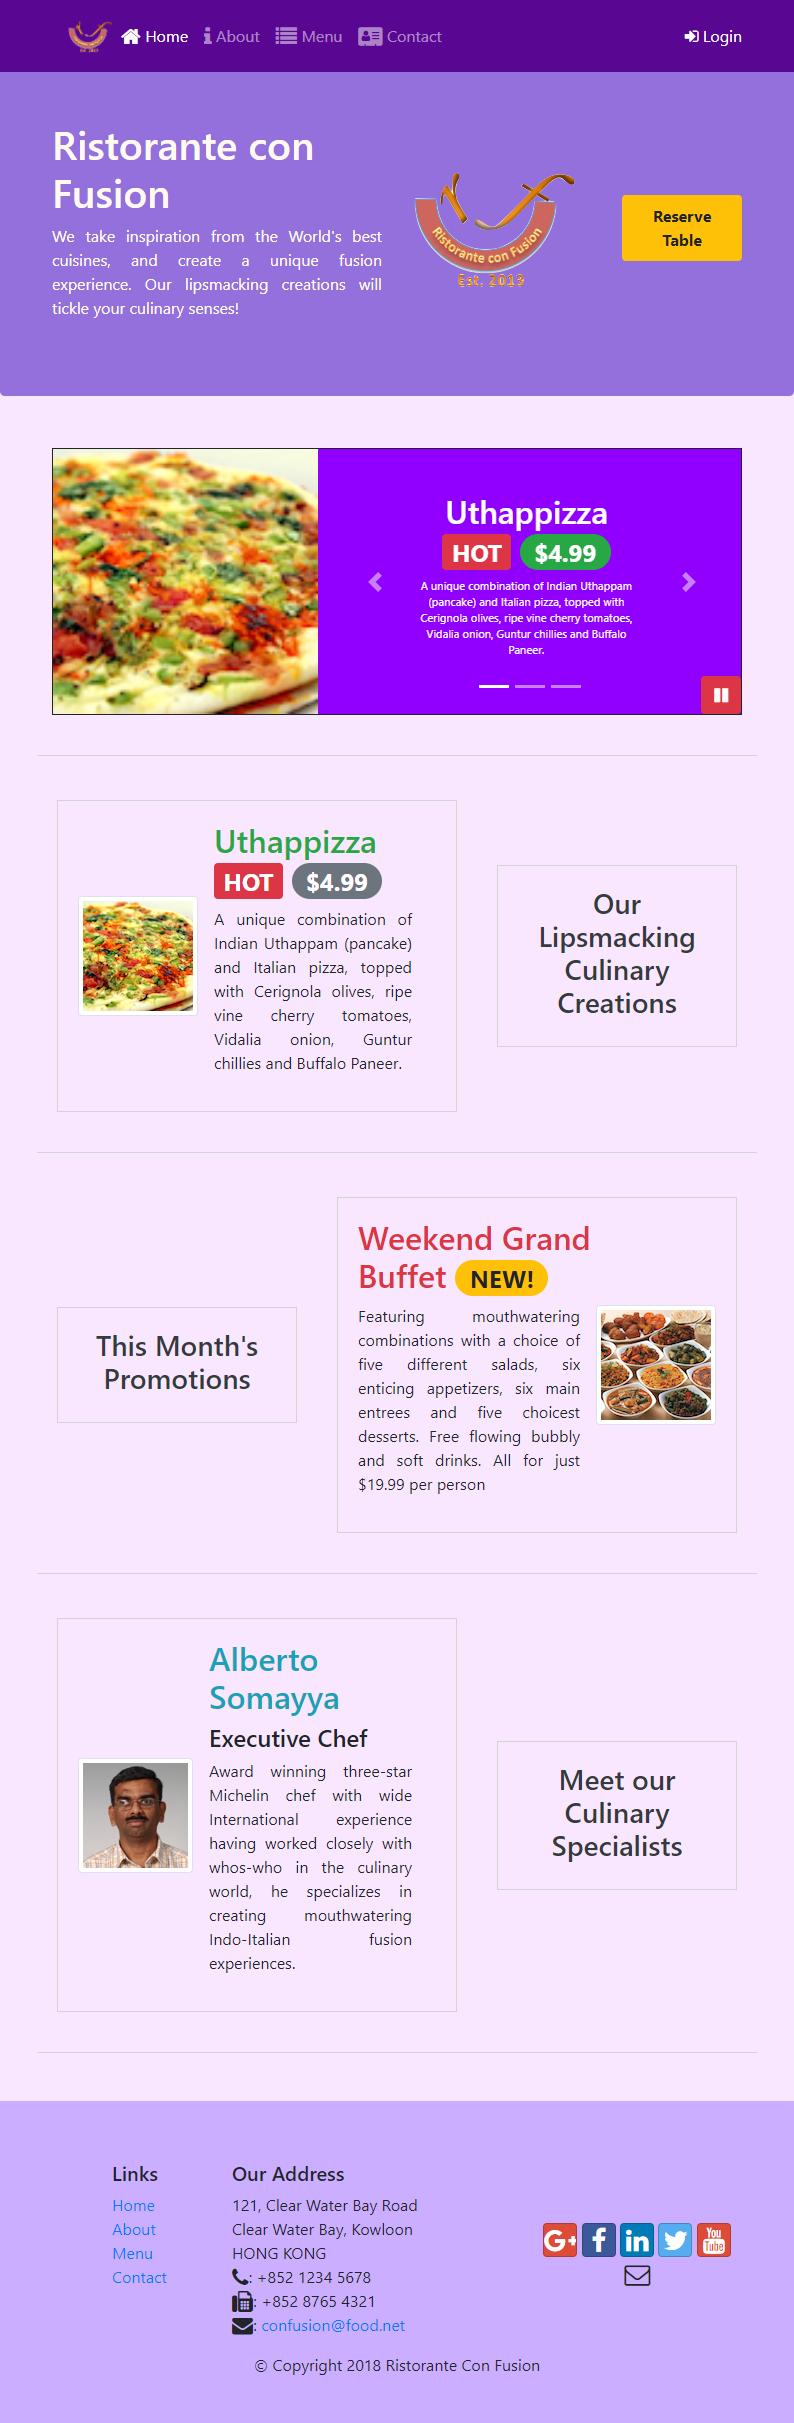 Home About Menu Contact Login
Ristorante con
Fusion
We take inspiration from the World's best
cuisines, and create a unique fusion
experience. Our lipsmacking creations will
tickle your culinary senses!
Ristorante con Fusion
Est. 2013
Reserve
Table
Uthappizza
HOT $4.99
A unique combination of Indian Uthappam
(pancake) and Italian pizza, topped with
Cerignola olives, ripe vine cherry tomatoes,
Vidalia onion, Guntur chillies and Buffalo
Paneer.
Uthappizza
HOT $4.99
A unique combination of
Indian Uthappam (pancake)
and Italian pizza, topped
with Cerignola olives, ripe
vine cherry tomatoes,
Vidalia onion, Guntur
chillies and Buffalo Paneer.
Our
Lipsmacking
Culinary
Creations
This Month's
Promotions
Weekend Grand
Buffet NEW!
Featuring mouthwatering
combinations with a choice of
five different salads, six
enticing appetizers, six main
entrees and five choicest
desserts. Free flowing bubbly
and soft drinks. All for just
$19.99 per person
Alberto
Somayya
Executive Chef
Award winning three-star
Michelin chef with wide
International experience
having worked closely with
whos-who in the culinary
world, he specializes in
creating mouthwatering
Indo-Italian fusion
experiences.
Meet our
Culinary
Specialists
Links
Home
About
Menu
Contact
Our Address
121, Clear Water Bay Road
Clear Water Bay, Kowloon
HONG KONG
: +852 1234 5678
: +852 8765 4321
: confusion@food.net
G+ f in You Tube
© Copyright 2018 Ristorante Con Fusion